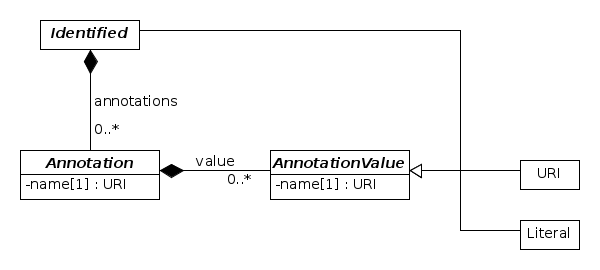 Identified
annotations
0..*
Annotation
-name[1] : URI
value
0..*
AnnotationValue
-name[1] : URI
URI
Literal